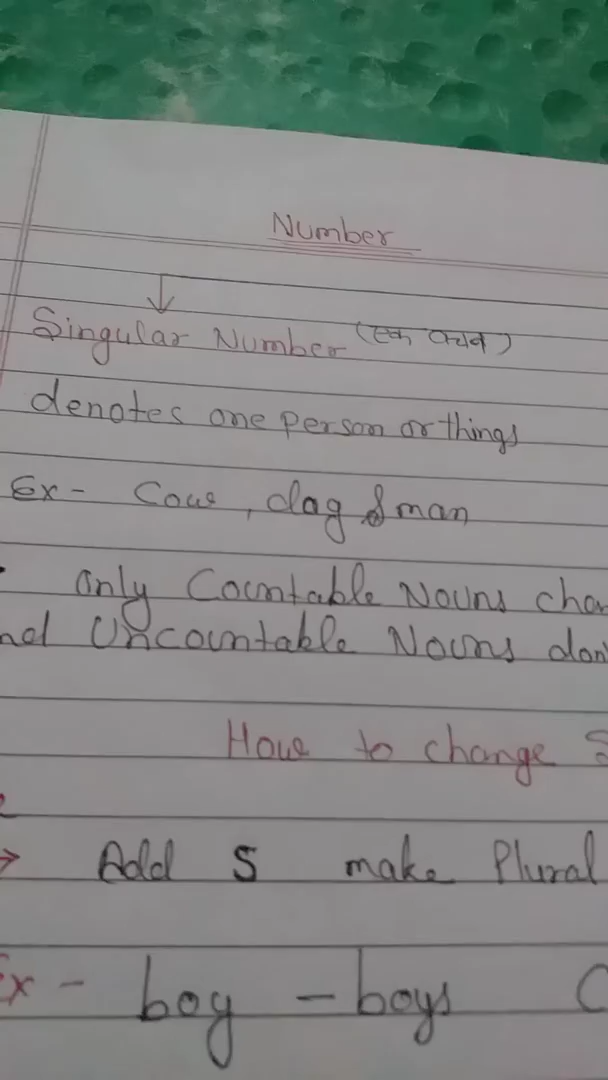 Number
Singular Number (एक वचन)
denotes one person or things
Ex - Cow, dog & man
only Countable Nouns
Uncountable Nouns don'
How to change S
→ Add S make Plural
Ex - boy - boys C